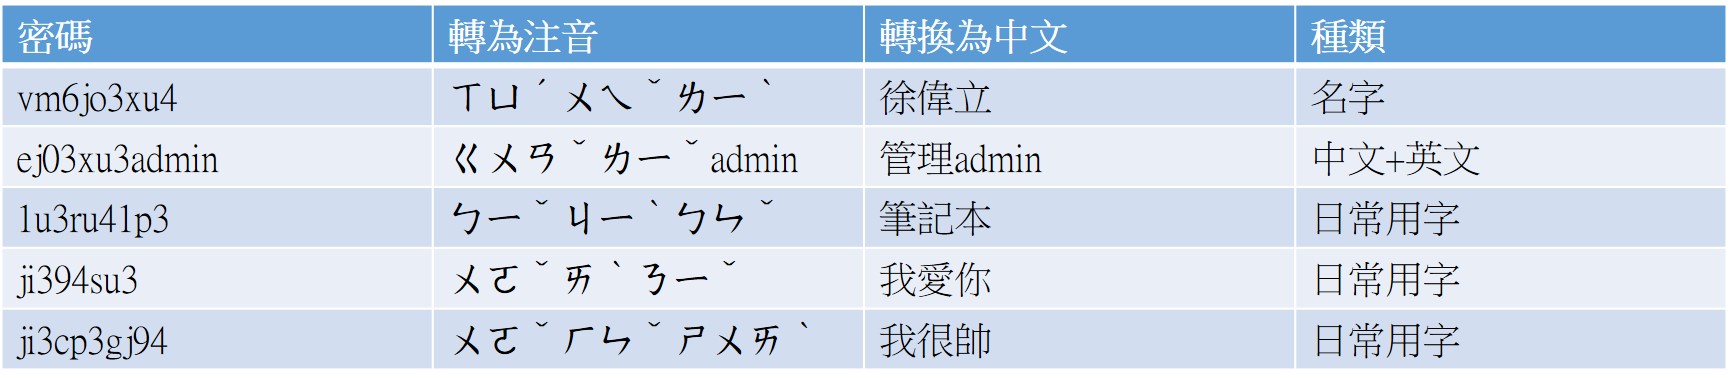 密碼 轉為注音 轉換為中文 種類
vm6jo3xu4 ㄒㄩˊㄨㄟˇㄌㄧˋ 徐偉立 名字
ej03xu3admin ㄍㄨㄢˇㄌㄧˇadmin 管理admin 中文+英文
1u3ru41p3 ㄅㄧˇㄐㄧˋㄅㄣˇ 筆記本 日常用字
ji394su3 ㄨㄛˇㄞˋㄋㄧˇ 我愛你 日常用字
ji3cp3gj94 ㄨㄛˇㄏㄣˇㄕㄨㄞˋ 我很帥 日常用字